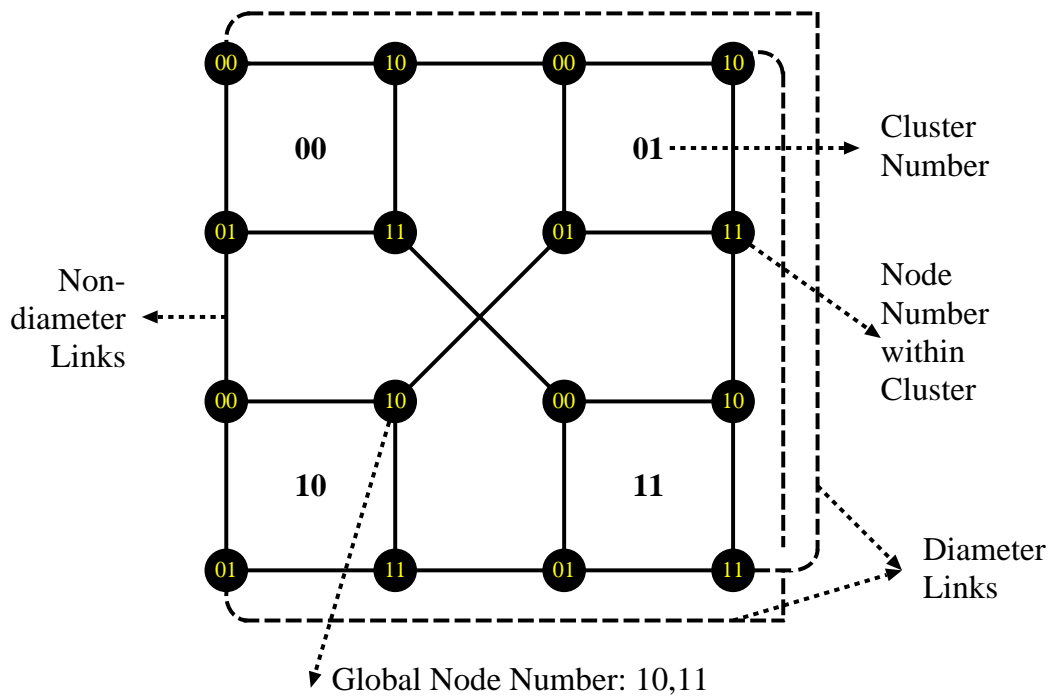 00 10 00 10
00 01
Cluster
Number
01 11 01 11
Non-
diameter
Links
Node
Number
within
Cluster
00 10 00 10
10 11
Diameter
Links
01 11 01 11
Global Node Number: 10,11